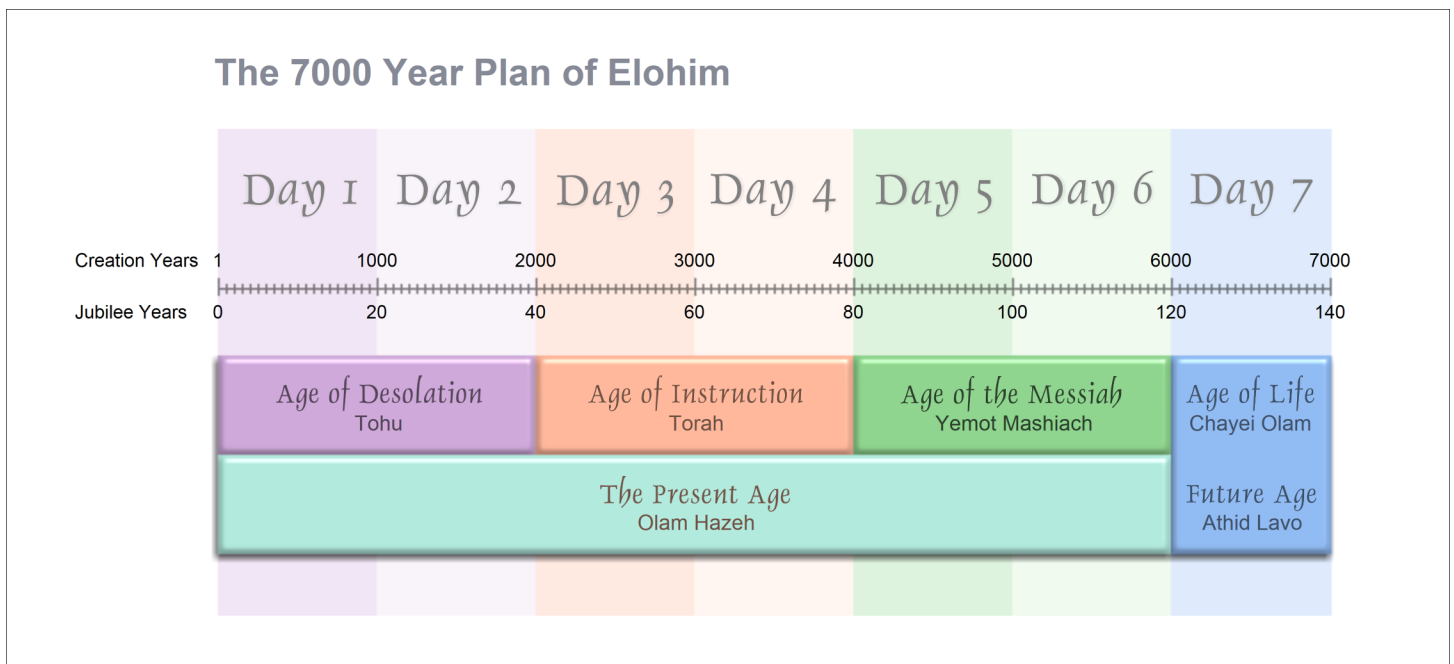 The 7000 Year Plan of Elohim
Day 1 Day 2 Day 3 Day 4 Day 5 Day 6 Day 7
Creation Years 1 1000 2000 3000 4000 5000 6000 7000
Jubilee Years 0 20 40 60 80 100 120 140
Age of Desolation
Tohu
Age of Instruction
Torah
Age of the Messiah
Yemot Mashiach
Age of Life
Chayei Olam
The Present Age
Olam Hazeh
Future Age
Athid Lavo